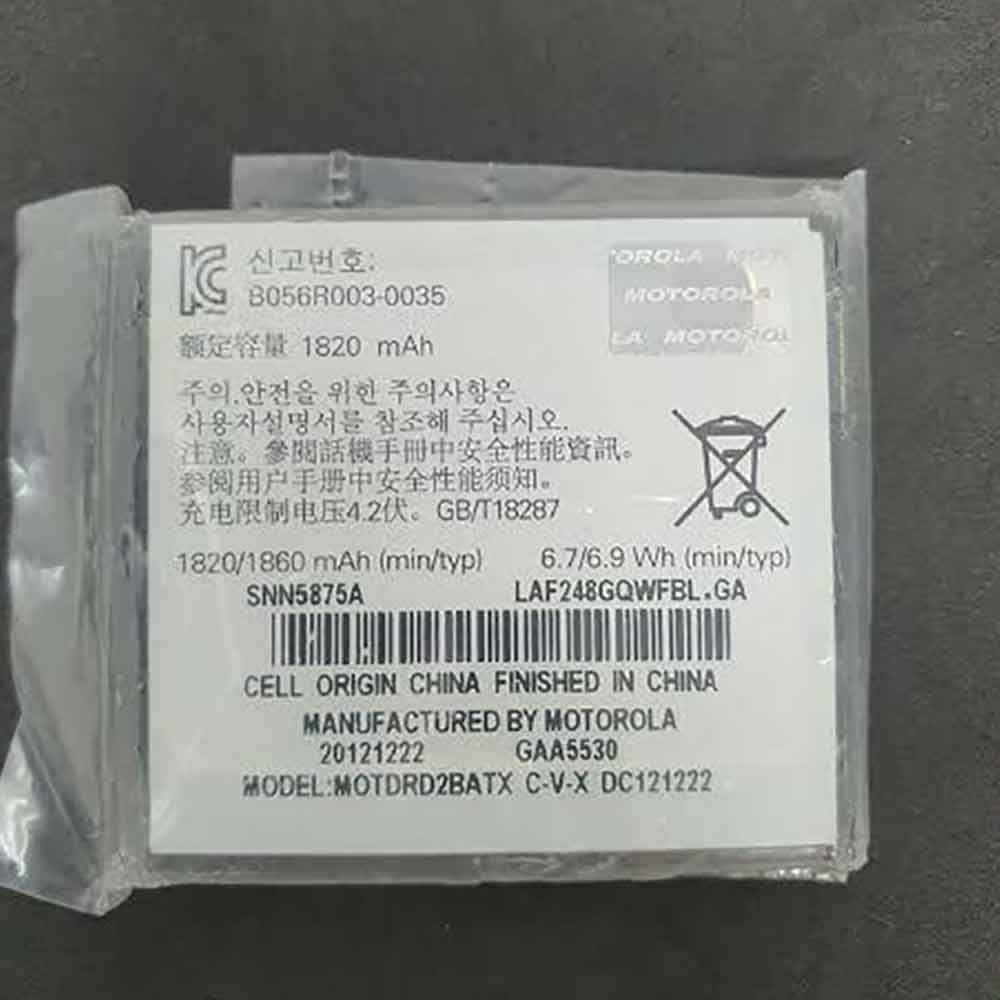 신고번호:
B056R003-0035
OROLA MOT
MOTOROLA
LA MOTOROL
額定容量 1820 mAh
주의.안전을 위한 주의사항은
사용자설명서를 참조해 주십시오.
注意。參閱話機手冊中安全性能資訊。
参阅用户手册中安全性能须知。
充电限制电压4.2伏。GB/T18287
1820/1860 mAh (min/typ) 6.7/6.9 Wh (min/typ)
SNN5875A LAF248GQWFBL.GA
CELL ORIGIN CHINA FINISHED IN CHINA
MANUFACTURED BY MOTOROLA
20121222 GAA5530
MODEL:MOTDRD2BATX C-V-X DC121222